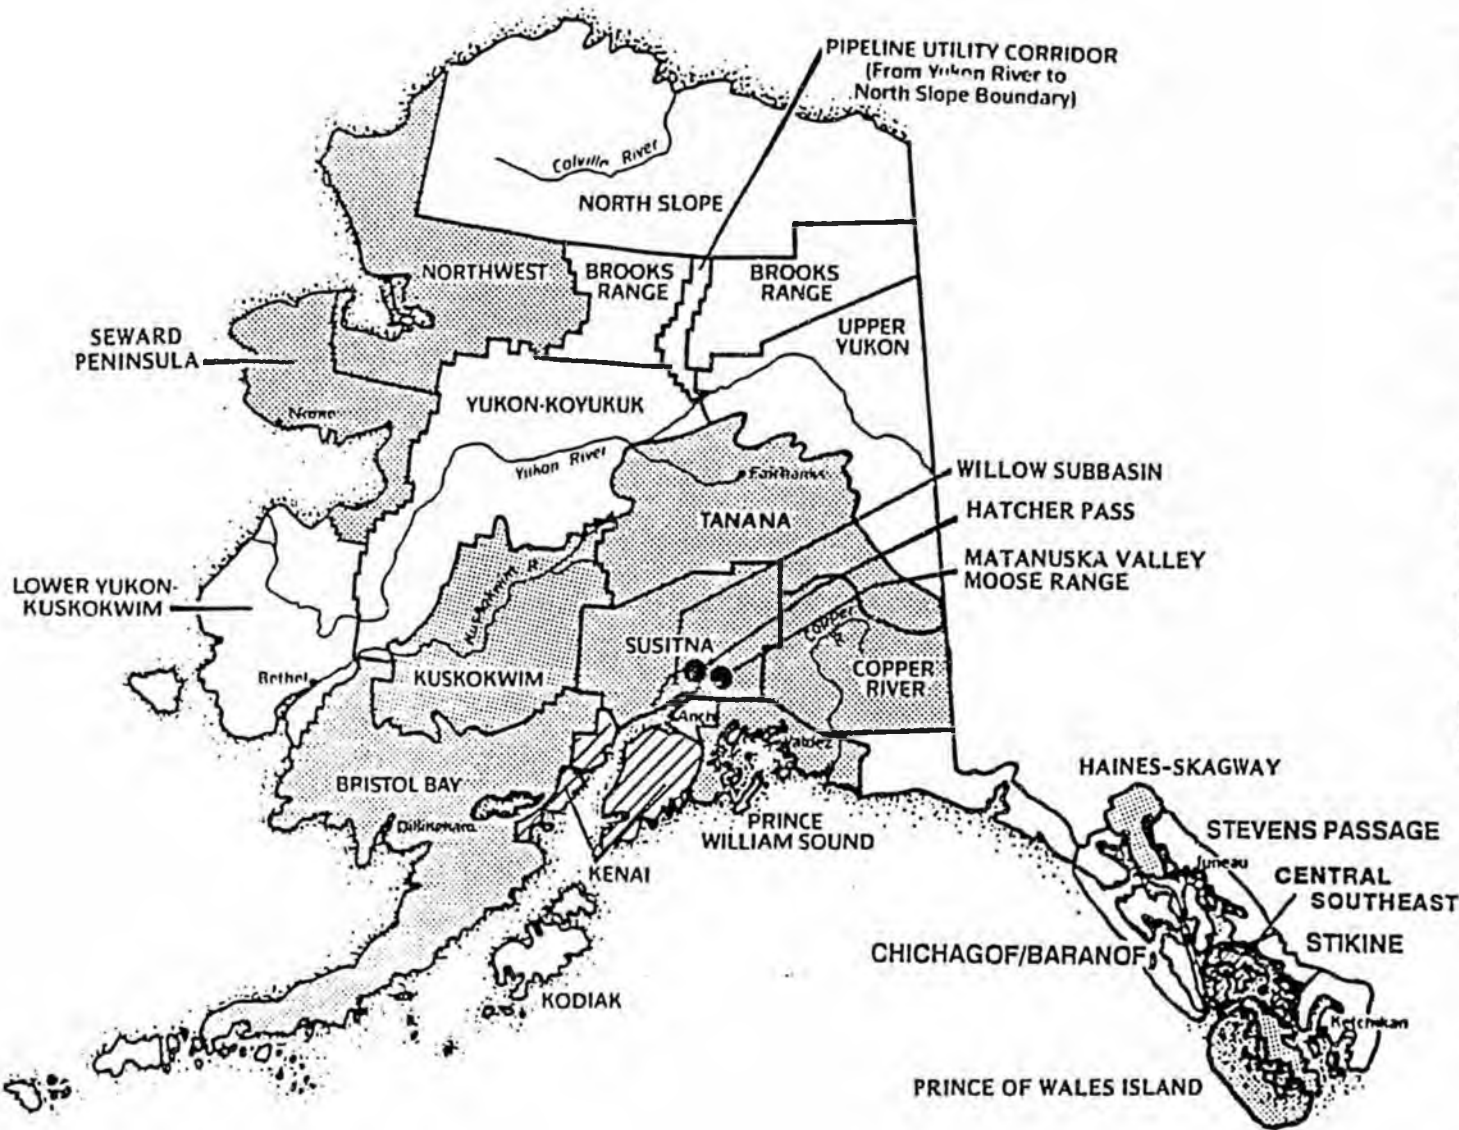 PIPELINE UTILITY CORRIDOR
(From Yukon River to
North Slope Boundary)
Colville River
NORTH SLOPE
NORTHWEST
BROOKS
RANGE
BROOKS
RANGE
UPPER
YUKON
SEWARD
PENINSULA
Nome
YUKON-KOYUKUK
Yukon River
Fairbanks
WILLOW SUBBASIN
TANANA
HATCHER PASS
MATANUSKA VALLEY
MOOSE RANGE
LOWER YUKON-
KUSKOKWIM
Kuskokwim R.
Copper
R.
SUSITNA
COPPER
RIVER
Bethel
KUSKOKWIM
Anch
Valdez
BRISTOL BAY
Dillingham
PRINCE
WILLIAM SOUND
KENAI
KODIAK
HAINES-SKAGWAY
STEVENS PASSAGE
Juneau
CENTRAL
SOUTHEAST
STIKINE
CHICHAGOF/BARANOF
Ketchikan
PRINCE OF WALES ISLAND